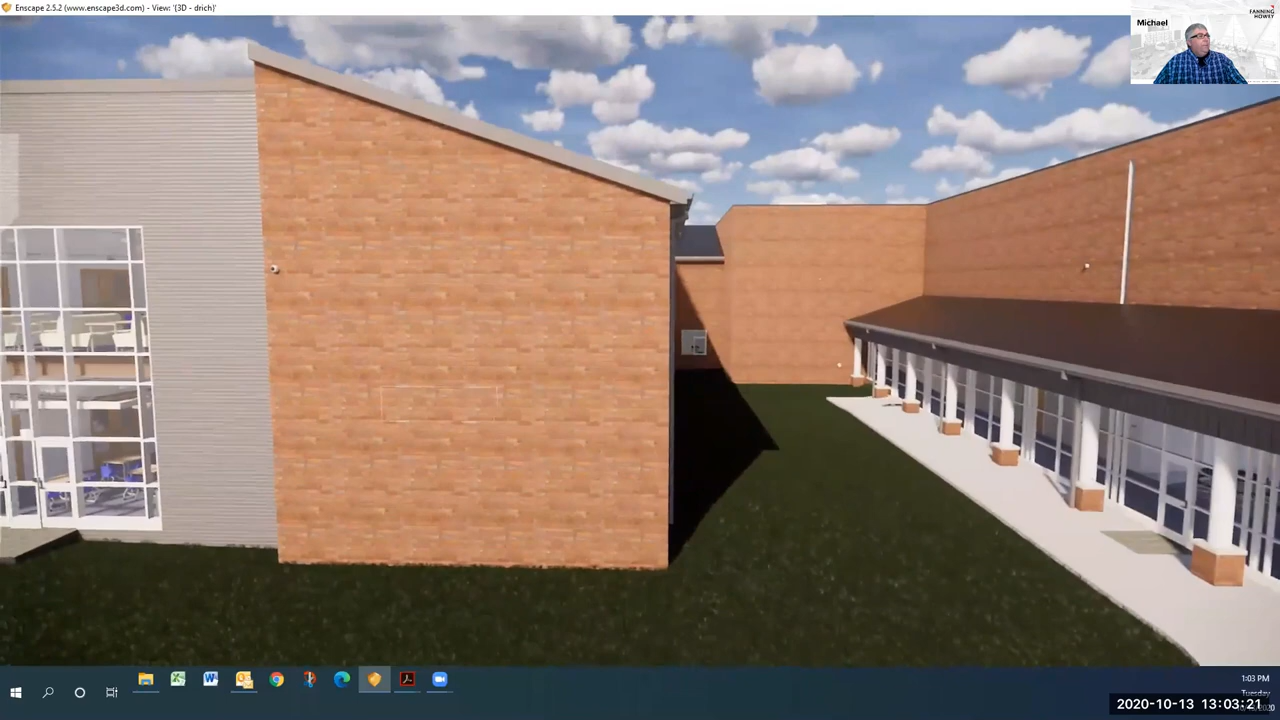 Enscape 2.5.2 (www.enscape3d.com) - View: '{3D - drich}'
Michael
FANNING
HOWEY
1:03 PM
Tuesday
2020-10-13 13:03:21